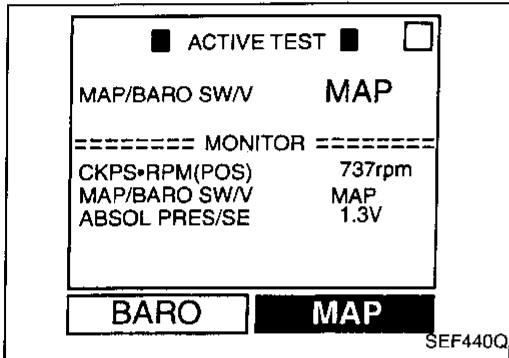 ■ ACTIVE TEST ■
MAP/BARO SW/V MAP
======== MONITOR ========
CKPS•RPM(POS) 737rpm
MAP/BARO SW/V MAP
ABSOL PRES/SE 1.3V
BARO MAP
SEF440Q